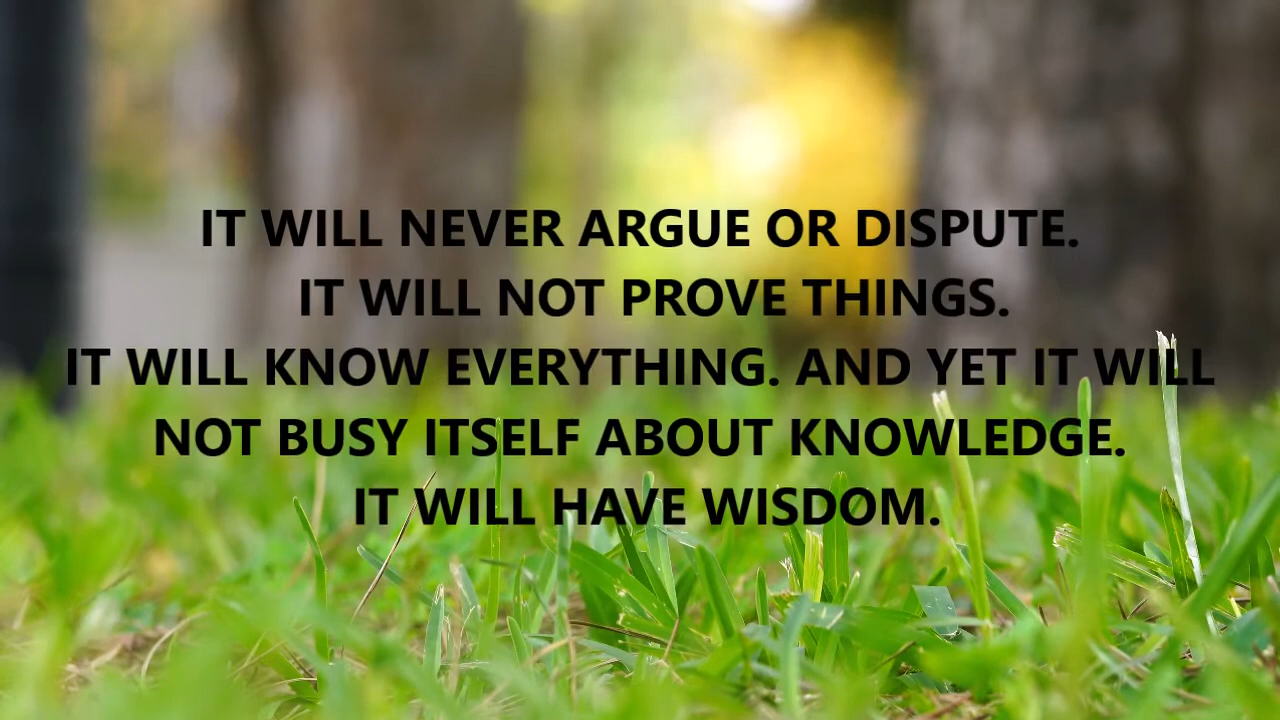 IT WILL NEVER ARGUE OR DISPUTE.
IT WILL NOT PROVE THINGS.
IT WILL KNOW EVERYTHING. AND YET IT WILL
NOT BUSY ITSELF ABOUT KNOWLEDGE.
IT WILL HAVE WISDOM.